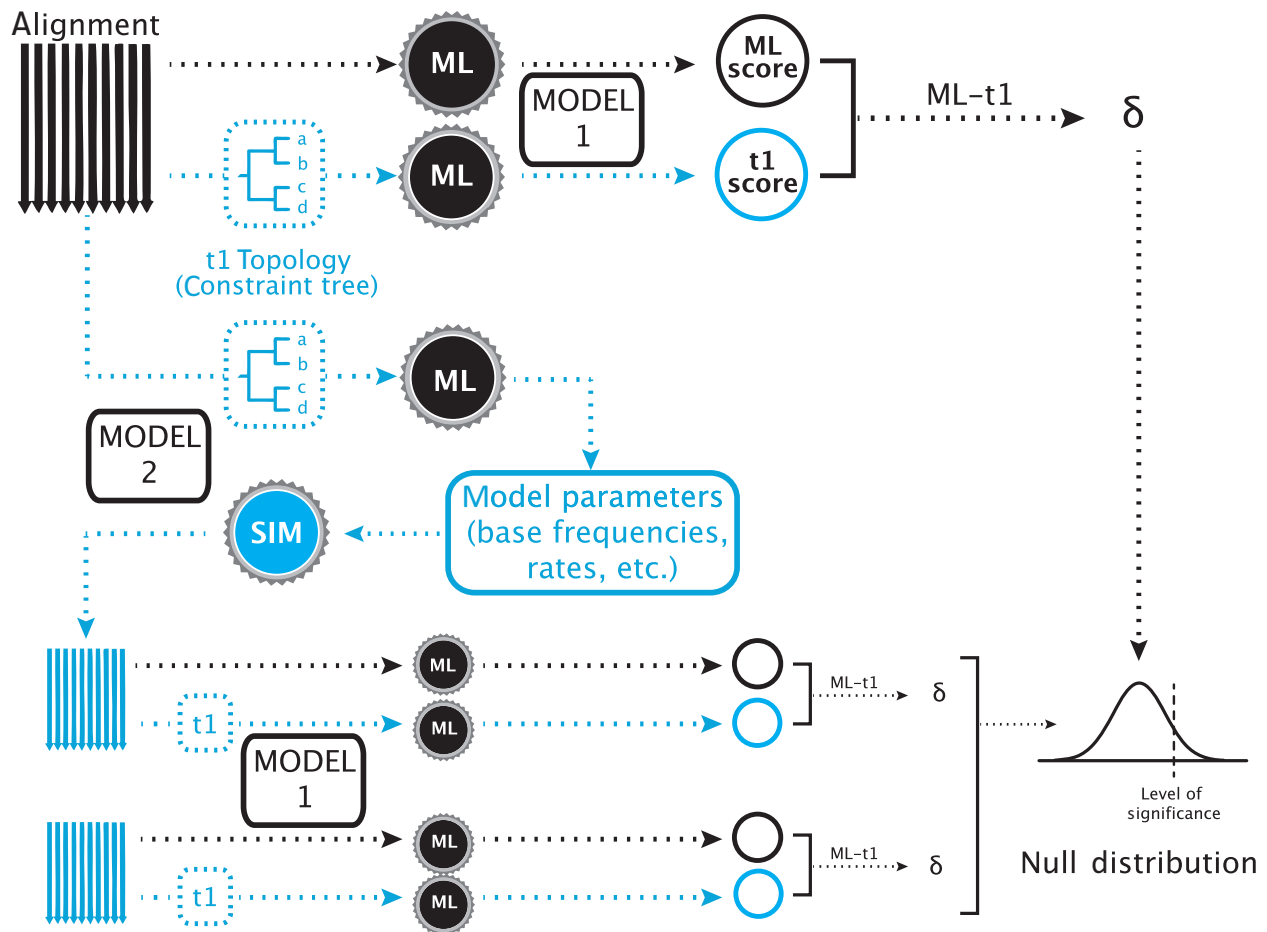 Alignment
ML
MODEL
1
ML
score
ML–t1
δ
a
b
c
d
ML
t1
score
t1 Topology
(Constraint tree)
a
b
c
d
ML
MODEL
2
SIM
Model parameters
(base frequencies,
rates, etc.)
ML
ML–t1
δ
t1
ML
MODEL
1
Level of
significance
ML
ML–t1
δ
t1
ML
Null distribution